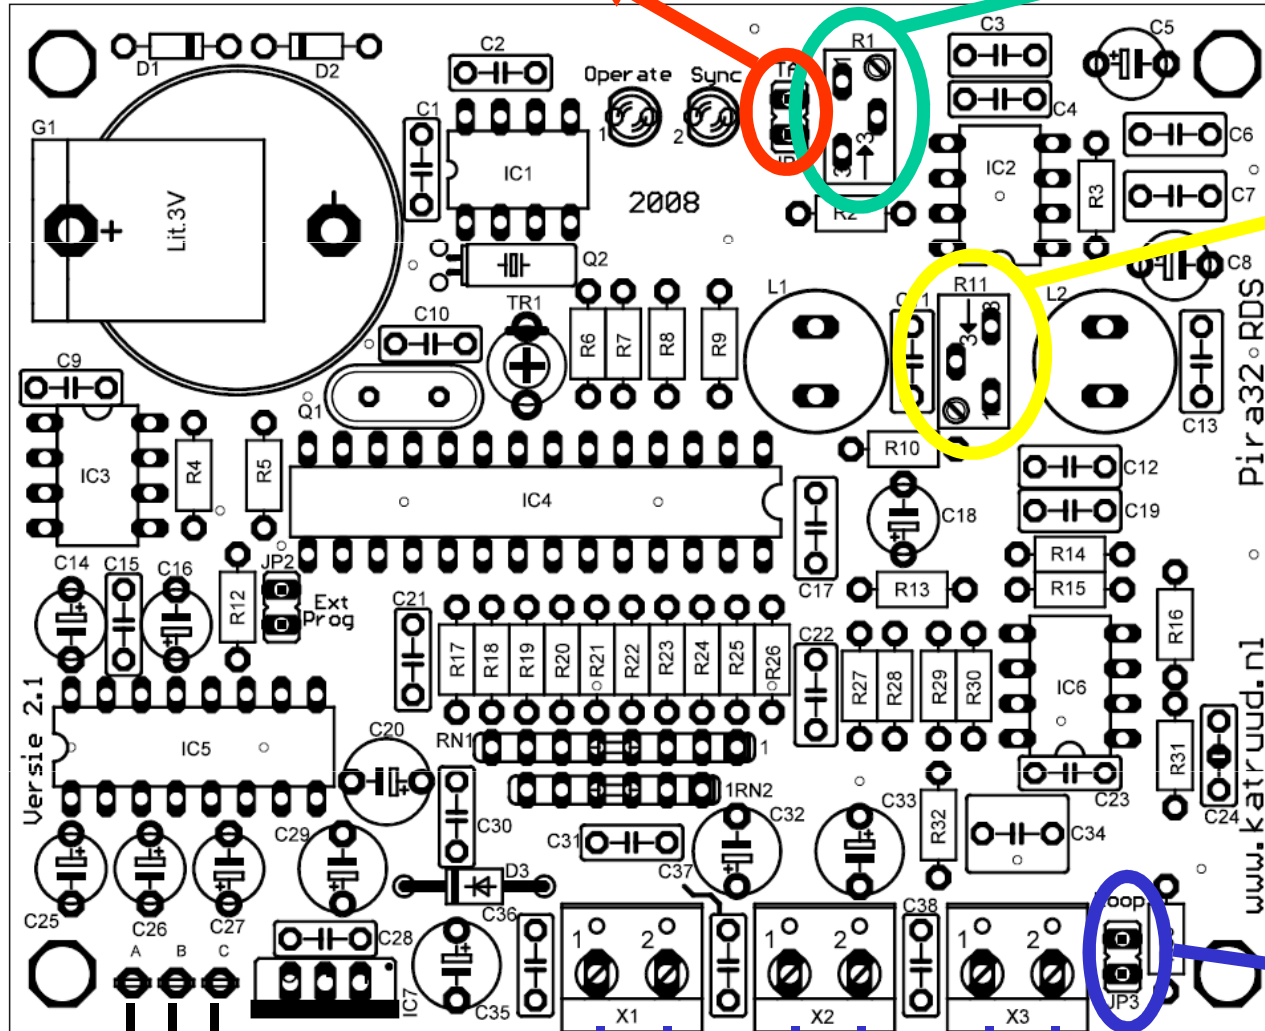 C2
C3
C5
D1
D2
Operate
Sync
R1
C1
C4
G1
1
2
IC1
IC2
R3
C6
Lit.3V
2008
R2
C7
Q2
C8
TR1
L1
R11
L2
C10
R6
R7
R8
R9
C9
Q1
C13
Pira32 RDS
R10
C12
IC3
R4
R5
IC4
C18
C19
C14
C15
C16
JP2
Ext
Prog
R12
C17
R13
R14
R15
R16
C21
C22
R17
R18
R19
R20
R21
R22
R23
R24
R25
R26
R27
R28
R29
R30
IC6
Versie 2.1
IC5
C20
RN1
1
R31
C23
C24
www.katruud.nl
1RN2
C29
C30
C31
C32
C33
R32
C34
C25
C26
C27
D3
C37
C36
C38
A
B
C
C28
C35
IC7
1
2
1
2
1
2
X1
X2
X3
JP3